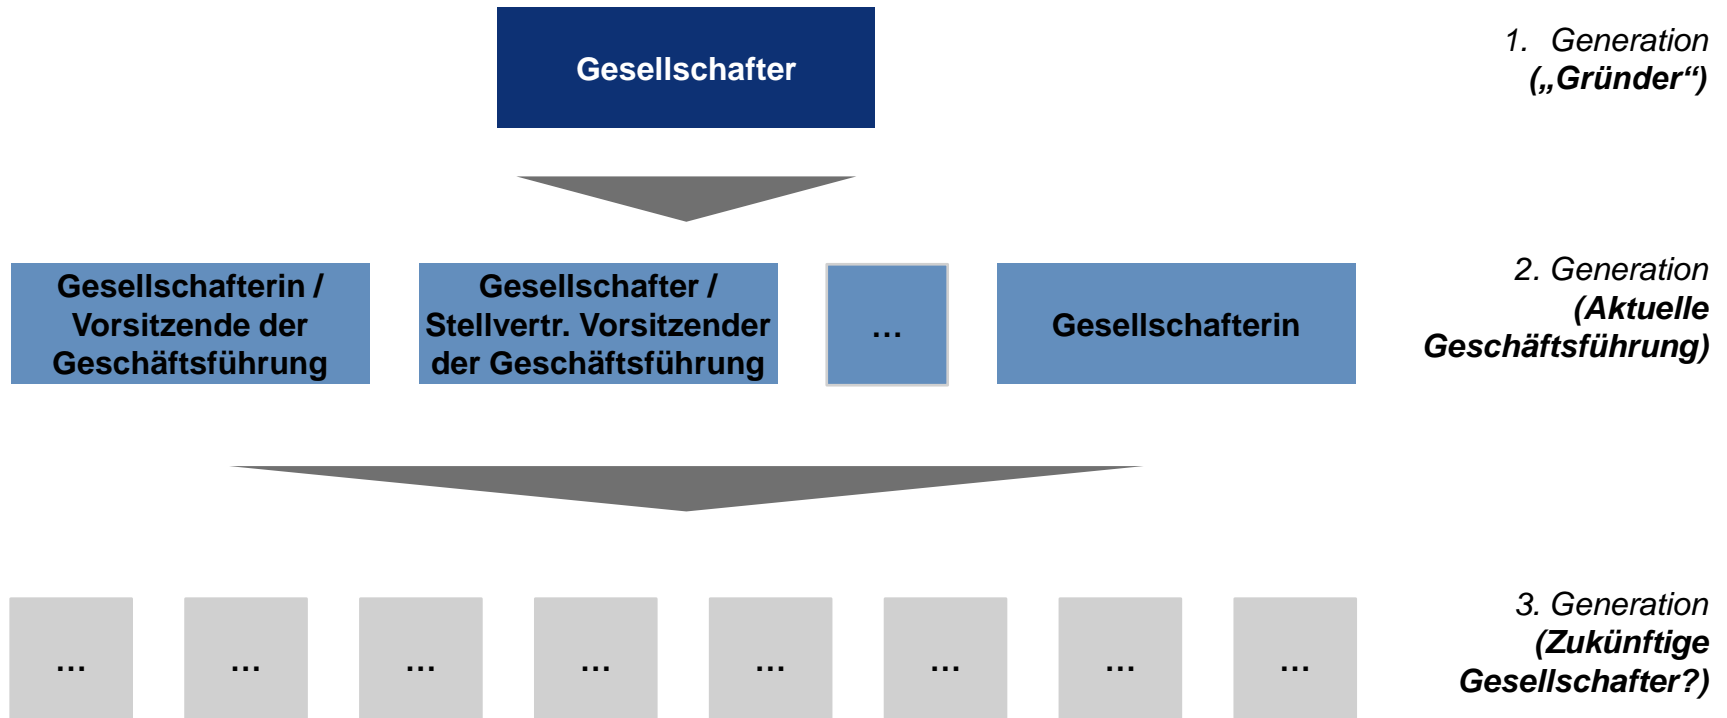 Gesellschafter
1. Generation
(„Gründer“)
Gesellschafterin /
Vorsitzende der
Geschäftsführung
Gesellschafter /
Stellvertr. Vorsitzender
der Geschäftsführung
…
Gesellschafterin
2. Generation
(Aktuelle
Geschäftsführung)
…
…
…
…
…
…
…
…
3. Generation
(Zukünftige
Gesellschafter?)